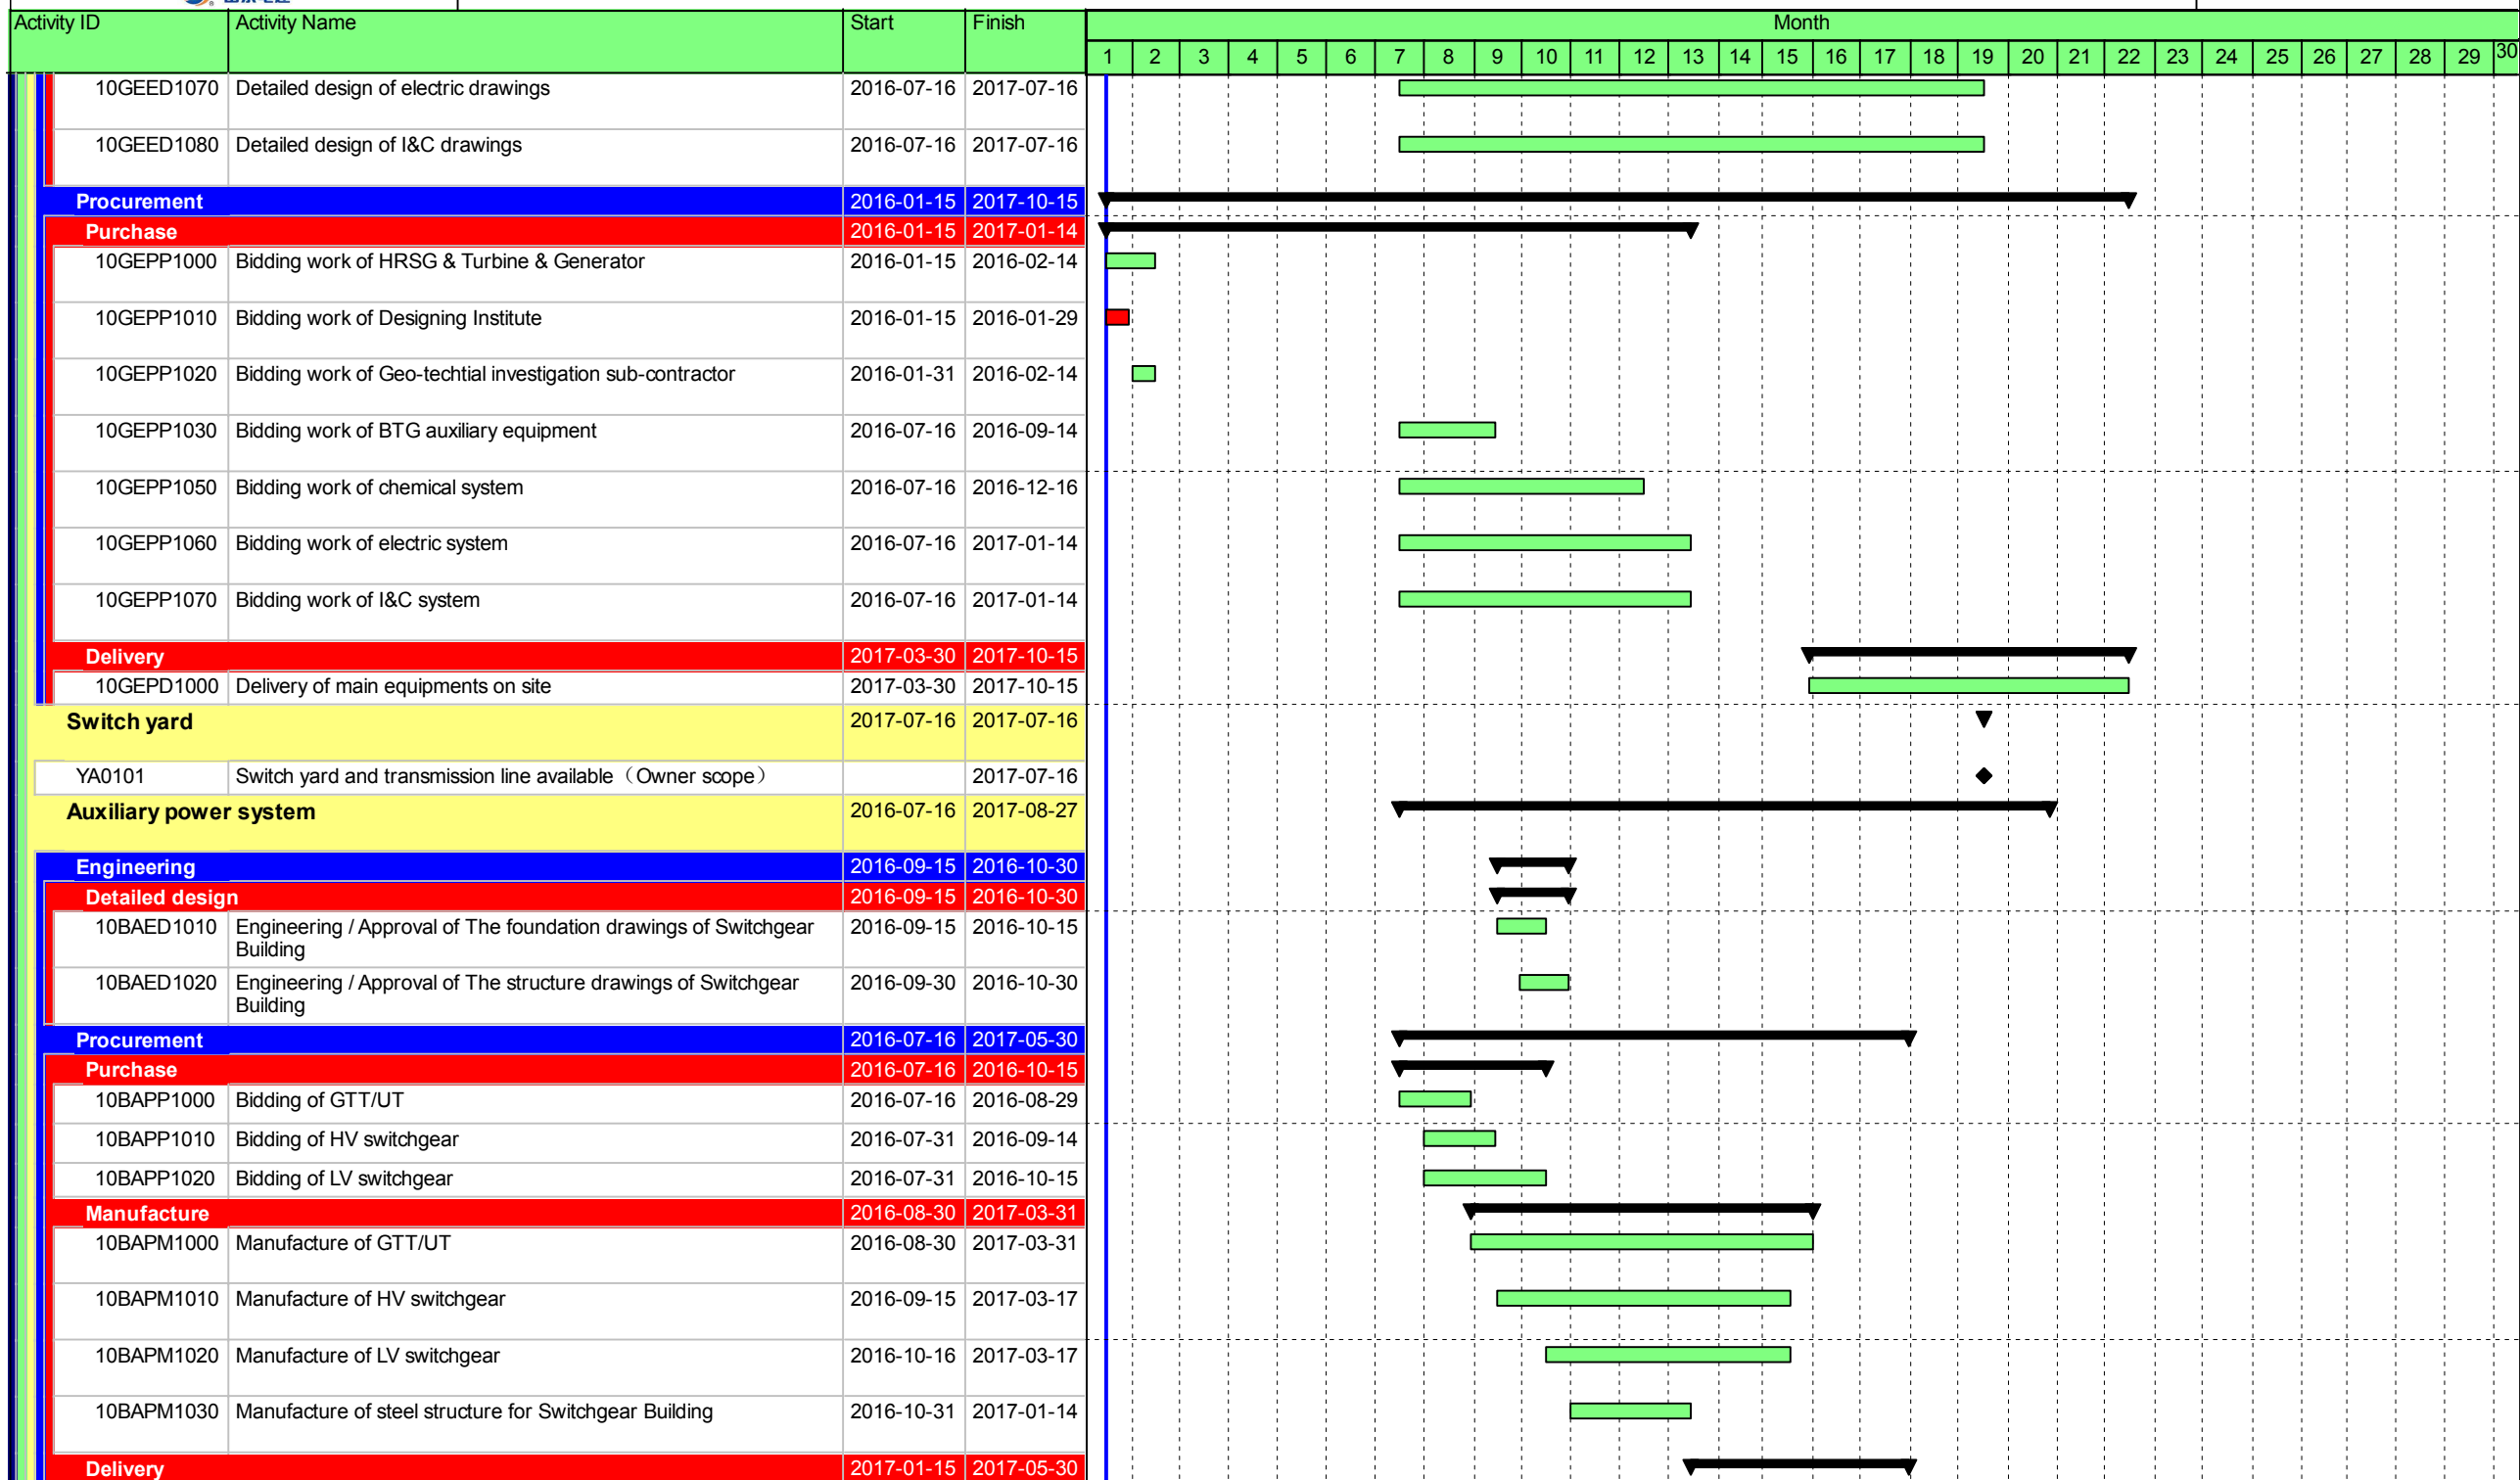 Activity ID Activity Name Start Finish Month
1 2 3 4 5 6 7 8 9 10 11 12 13 14 15 16 17 18 19 20 21 22 23 24 25 26 27 28 29 30
10GEED1070 Detailed design of electric drawings 2016-07-16 2017-07-16
10GEED1080 Detailed design of I&C drawings 2016-07-16 2017-07-16
Procurement 2016-01-15 2017-10-15
Purchase 2016-01-15 2017-01-14
10GEPP1000 Bidding work of HRSG & Turbine & Generator 2016-01-15 2016-02-14
10GEPP1010 Bidding work of Designing Institute 2016-01-15 2016-01-29
10GEPP1020 Bidding work of Geo-techtial investigation sub-contractor 2016-01-31 2016-02-14
10GEPP1030 Bidding work of BTG auxiliary equipment 2016-07-16 2016-09-14
10GEPP1050 Bidding work of chemical system 2016-07-16 2016-12-16
10GEPP1060 Bidding work of electric system 2016-07-16 2017-01-14
10GEPP1070 Bidding work of I&C system 2016-07-16 2017-01-14
Delivery 2017-03-30 2017-10-15
10GEPD1000 Delivery of main equipments on site 2017-03-30 2017-10-15
Switch yard 2017-07-16 2017-07-16
YA0101 Switch yard and transmission line available（Owner scope） 2017-07-16
Auxiliary power system 2016-07-16 2017-08-27
Engineering 2016-09-15 2016-10-30
Detailed design 2016-09-15 2016-10-30
10BAED1010 Engineering / Approval of The foundation drawings of Switchgear 2016-09-15 2016-10-15
Building
10BAED1020 Engineering / Approval of The structure drawings of Switchgear 2016-09-30 2016-10-30
Building
Procurement 2016-07-16 2017-05-30
Purchase 2016-07-16 2016-10-15
10BAPP1000 Bidding of GTT/UT 2016-07-16 2016-08-29
10BAPP1010 Bidding of HV switchgear 2016-07-31 2016-09-14
10BAPP1020 Bidding of LV switchgear 2016-07-31 2016-10-15
Manufacture 2016-08-30 2017-03-31
10BAPM1000 Manufacture of GTT/UT 2016-08-30 2017-03-31
10BAPM1010 Manufacture of HV switchgear 2016-09-15 2017-03-17
10BAPM1020 Manufacture of LV switchgear 2016-10-16 2017-03-17
10BAPM1030 Manufacture of steel structure for Switchgear Building 2016-10-31 2017-01-14
Delivery 2017-01-15 2017-05-30